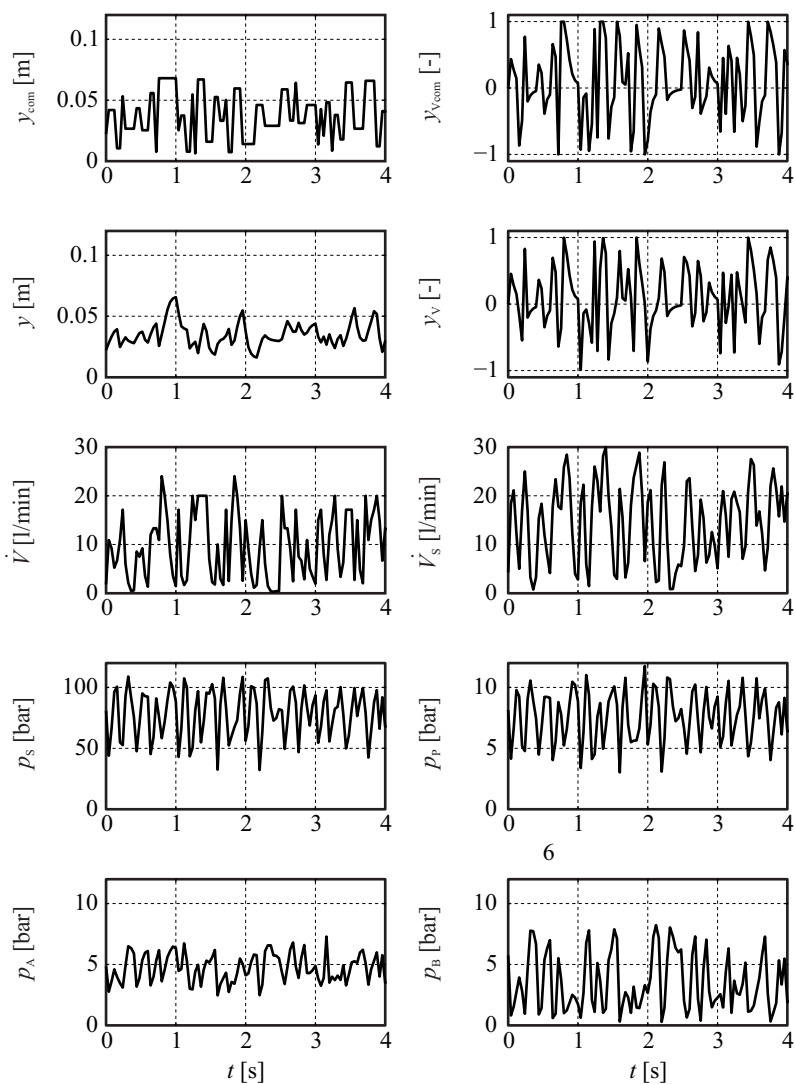 0.1
0.05
0
y_com [m]
0 1 2 3 4
1
0
−1
y_Vcom [-]
0 1 2 3 4
0.1
0.05
0
y [m]
0 1 2 3 4
1
0
−1
y_V [-]
0 1 2 3 4
30
20
10
0
V̇ [l/min]
0 1 2 3 4
30
20
10
0
V̇_S [l/min]
0 1 2 3 4
100
50
0
p_S [bar]
0 1 2 3 4
10
5
0
p_P [bar]
0 1 2 3 4
6
10
5
0
p_A [bar]
0 1 2 3 4
t [s]
10
5
0
p_B [bar]
0 1 2 3 4
t [s]